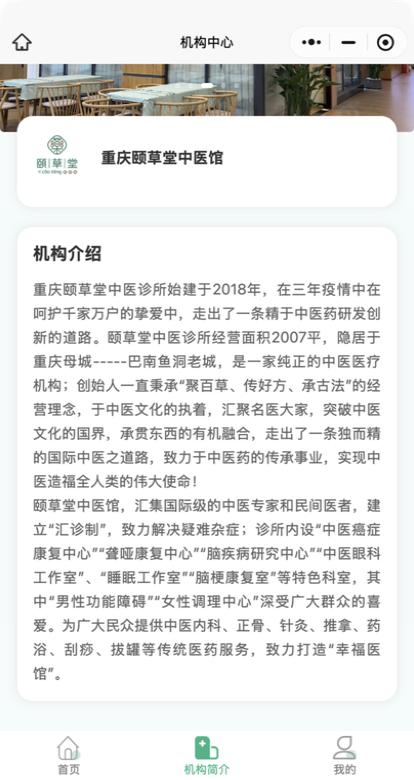 机构中心
颐草堂
重庆颐草堂中医馆
机构介绍
重庆颐草堂中医诊所始建于2018年，在三年疫情中在
呵护千家万户的挚爱中，走出了一条精于中医药研发创
新的道路。颐草堂中医诊所经营面积2007平，隐居于
重庆母城-----巴南鱼洞老城，是一家纯正的中医医疗
机构；创始人一直秉承“聚百草、传好方、承古法”的经
营理念，于中医文化的执着，汇聚名医大家，突破中医
文化的国界，承贯东西的有机融合，走出了一条独而精
的国际中医之道路，致力于中医药的传承事业，实现中
医造福全人类的伟大使命！
颐草堂中医馆，汇集国际级的中医专家和民间医者，建
立“汇诊制”，致力解决疑难杂症；诊所内设“中医癌症
康复中心”“聋哑康复中心”“脑疾病研究中心”“中医眼科
工作室”、“睡眠工作室”“脑梗康复室”等特色科室，其
中“男性功能障碍”“女性调理中心”深受广大群众的喜
爱。为广大民众提供中医内科、正骨、针灸、推拿、药
浴、刮痧、拔罐等传统医药服务，致力打造“幸福医
馆”。
首页
机构简介
我的